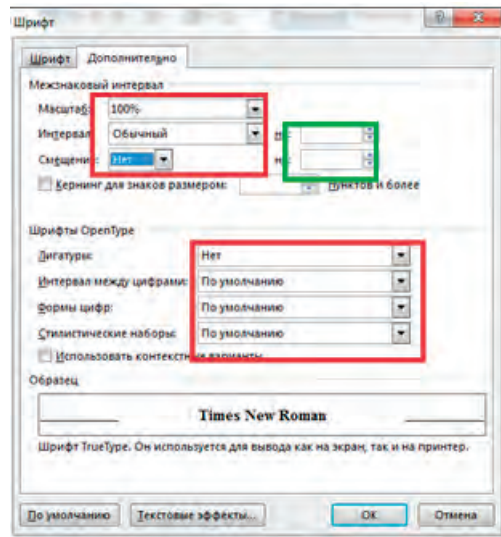 Шрифт
Шрифт Дополнительно
Межзнаковый интервал
Масштаб: 100%
Интервал: Обычный на:
Смещение: Нет на:
Кернинг для знаков размером: пунктов и более
Шрифты OpenType
Лигатуры: Нет
Интервал между цифрами: По умолчанию
Формы цифр: По умолчанию
Стилистические наборы: По умолчанию
Использовать контекстные варианты
Образец
Times New Roman
Шрифт TrueType. Он используется для вывода как на экран, так и на принтер.
По умолчанию Текстовые эффекты... ОК Отмена